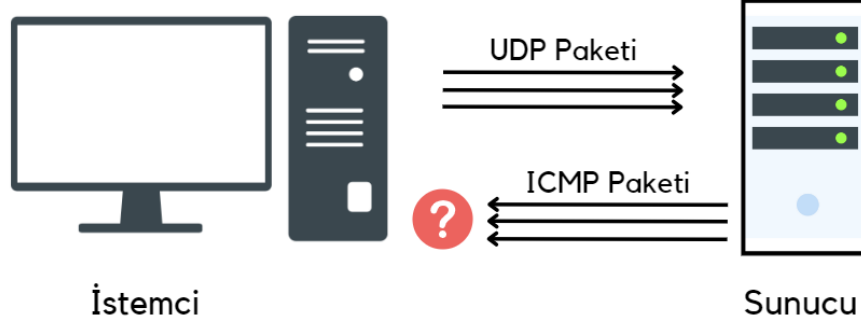 UDP Paketi
ICMP Paketi
?
İstemci
Sunucu